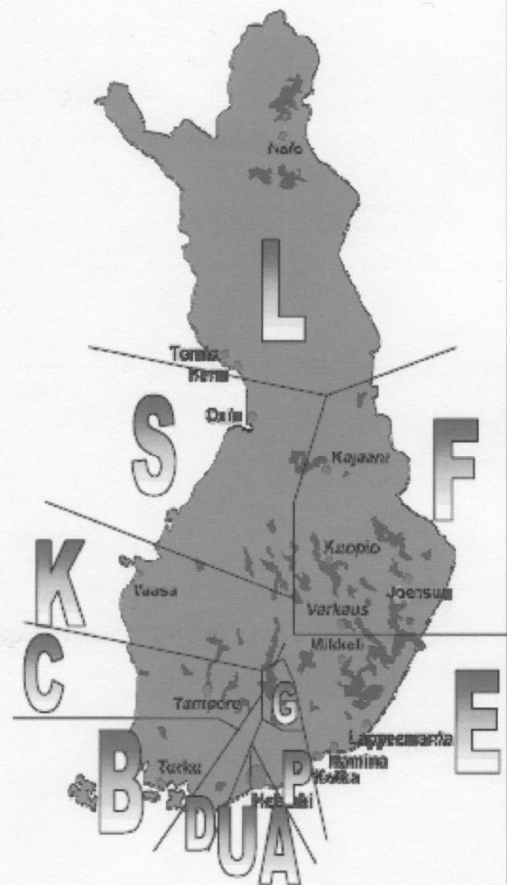 L
Tornio
Kemi
Oulu
S
F
Kajaani
K
Kuopio
Vaasa
Joensuu
Varkaus
Mikkeli
C
G
E
Tampere
Lappeenranta
Hamina
B
Turku
P
Kotka
Helsinki
D
U
A